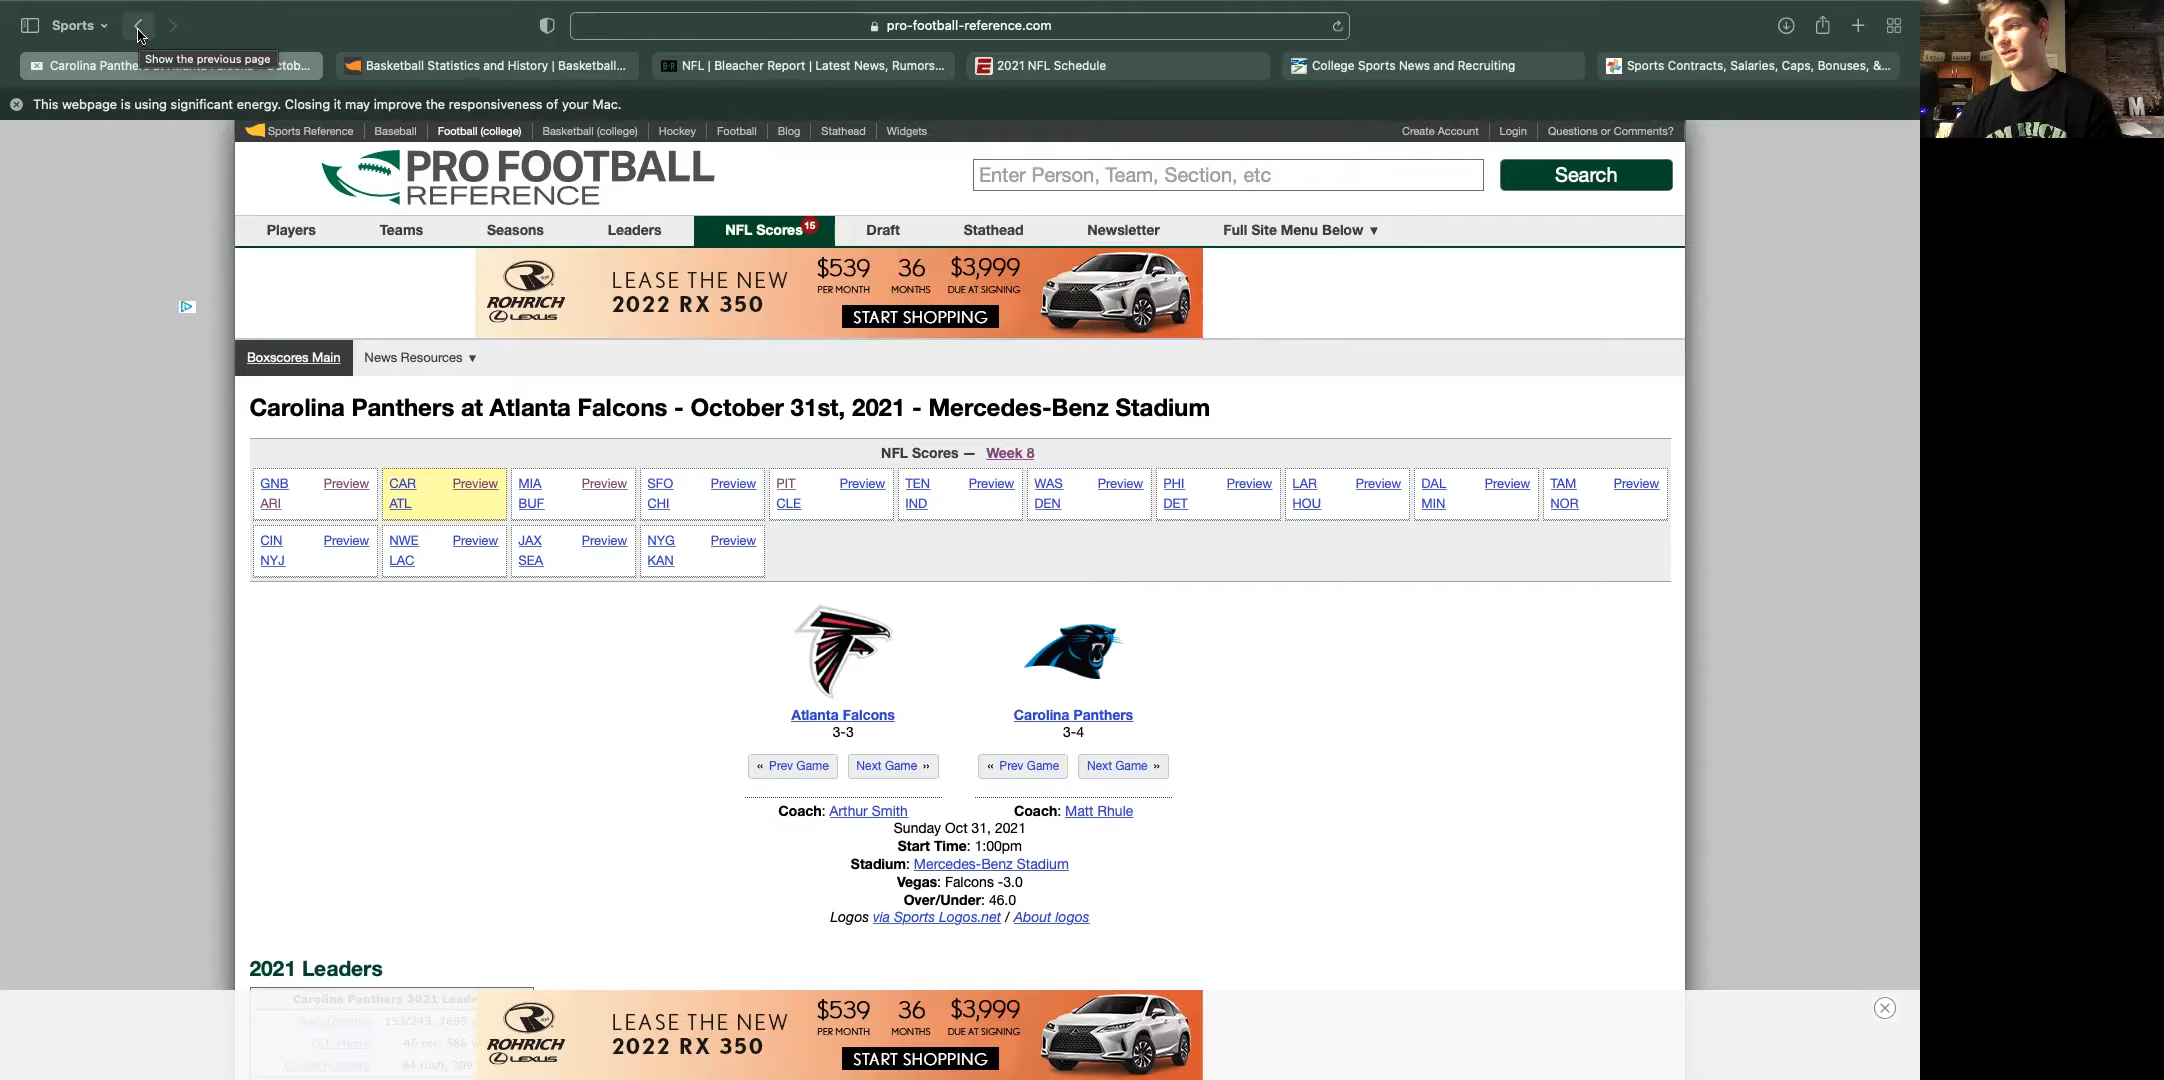 Sports
pro-football-reference.com
Show the previous page
Carolina Panthe
Basketball Statistics and History | Basketball...
NFL | Bleacher Report | Latest News, Rumors...
2021 NFL Schedule
College Sports News and Recruiting
Sports Contracts, Salaries, Caps, Bonuses, &...
This webpage is using significant energy. Closing it may improve the responsiveness of your Mac.
Sports Reference Baseball Football (college) Basketball (college) Hockey Football Blog Stathead Widgets Create Account Login Questions or Comments?
PRO FOOTBALL
REFERENCE
Enter Person, Team, Section, etc Search
Players Teams Seasons Leaders NFL Scores 15 Draft Stathead Newsletter Full Site Menu Below ▼
ROHRICH
LEXUS
LEASE THE NEW
2022 RX 350
$539 36 $3,999
PER MONTH MONTHS DUE AT SIGNING
START SHOPPING
Boxscores Main News Resources ▼
Carolina Panthers at Atlanta Falcons - October 31st, 2021 - Mercedes-Benz Stadium
NFL Scores — Week 8
GNB Preview CAR Preview MIA Preview SFO Preview PIT Preview TEN Preview WAS Preview PHI Preview LAR Preview DAL Preview TAM Preview
ARI ATL BUF CHI CLE IND DEN DET HOU MIN NOR
CIN Preview NWE Preview JAX Preview NYG Preview
NYJ LAC SEA KAN
Atlanta Falcons Carolina Panthers
3-3 3-4
« Prev Game Next Game » « Prev Game Next Game »
Coach: Arthur Smith Coach: Matt Rhule
Sunday Oct 31, 2021
Start Time: 1:00pm
Stadium: Mercedes-Benz Stadium
Vegas: Falcons -3.0
Over/Under: 46.0
Logos via Sports Logos.net / About logos
2021 Leaders
Carolina Panthers 2021 Leade
ROHRICH
LEXUS
LEASE THE NEW
2022 RX 350
$539 36 $3,999
PER MONTH MONTHS DUE AT SIGNING
START SHOPPING